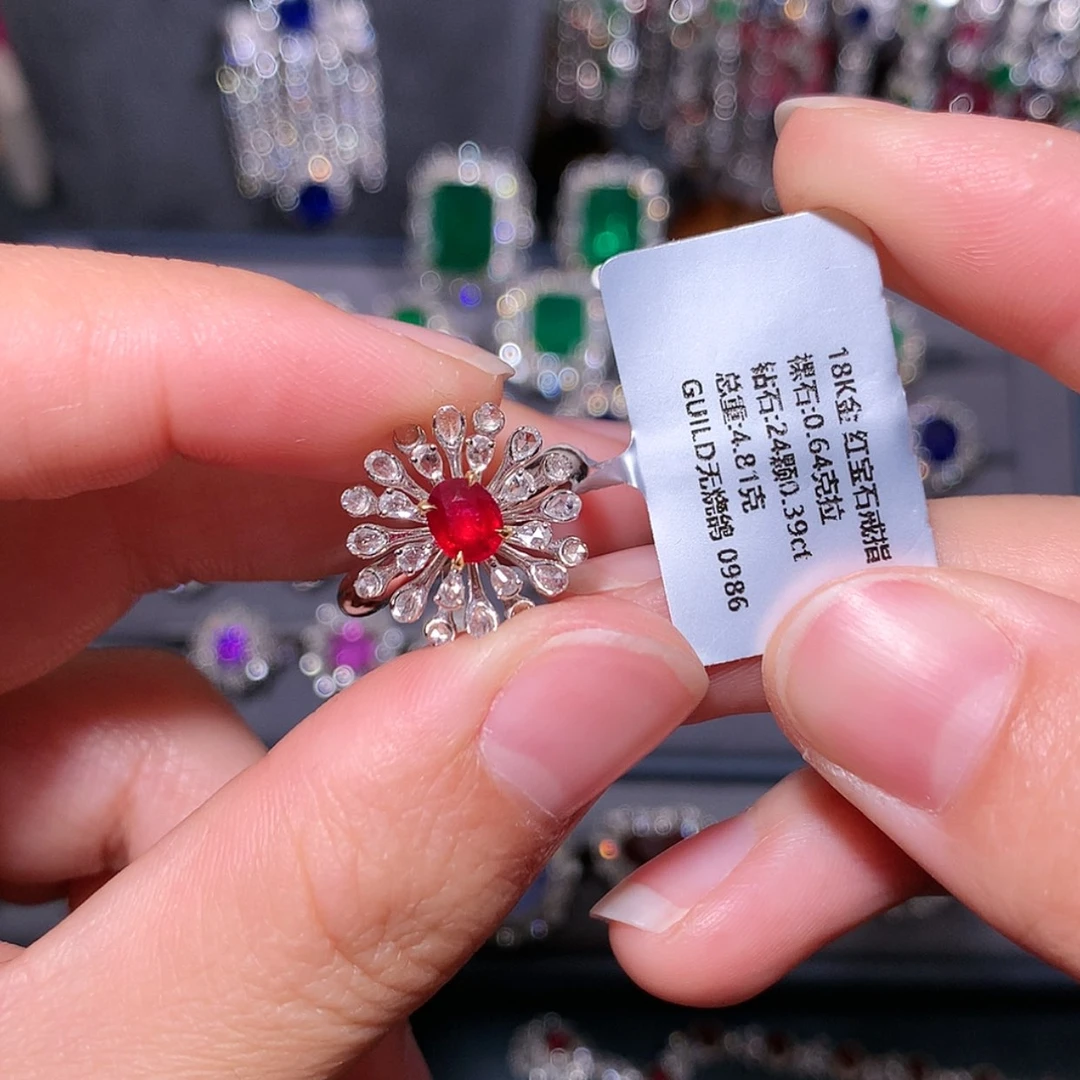 18K金 红宝石戒指
裸石:0.64克拉
钻石:24颗0.39ct
总重:4.81克
GUILD无烧鸽 0986